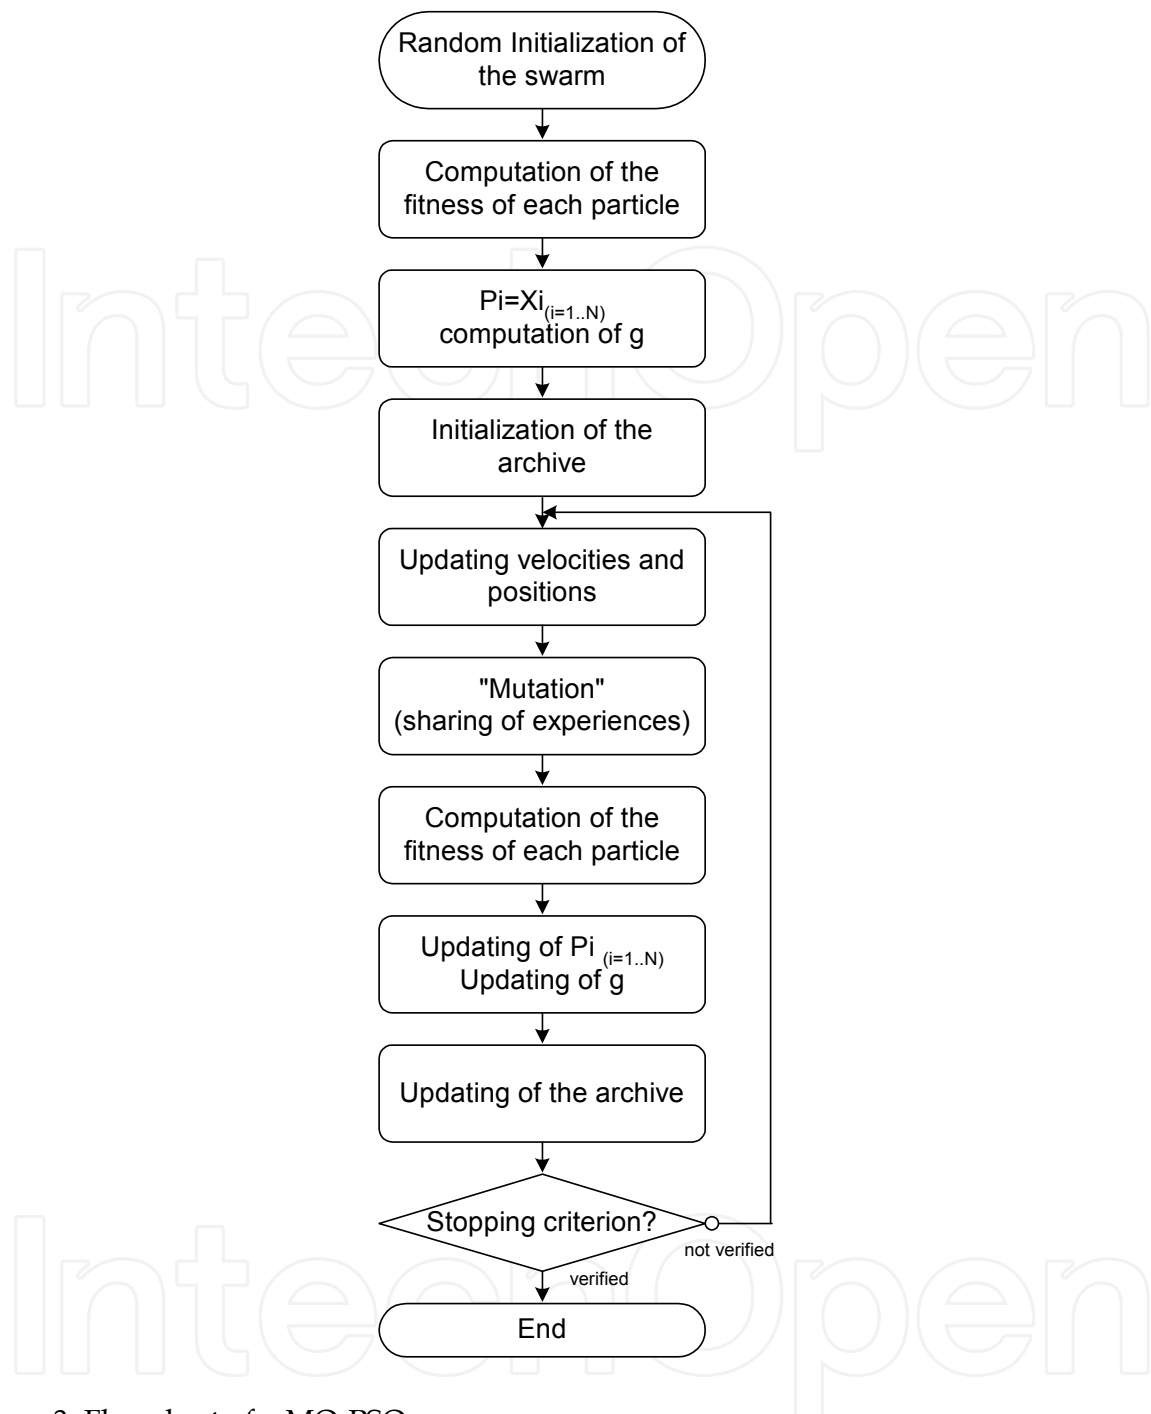 Random Initialization of
the swarm
Computation of the
fitness of each particle
Pi=Xi(i=1..N)
computation of g
Initialization of the
archive
Updating velocities and
positions
"Mutation"
(sharing of experiences)
Computation of the
fitness of each particle
Updating of Pi (i=1..N)
Updating of g
Updating of the archive
Stopping criterion?
not verified
verified
End
IntechOpen
IntechOpen